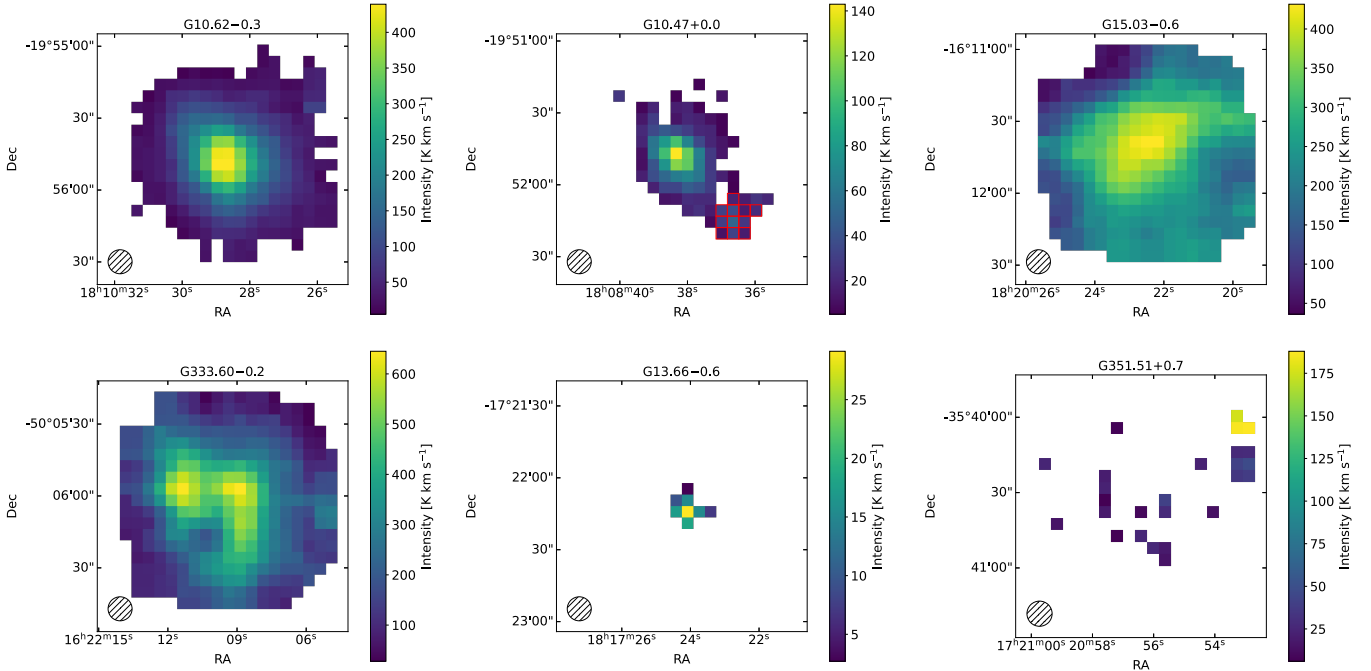 G10.62−0.3
-19°55'00"
30"
56'00"
30"
Dec
18ʰ10ᵐ32ˢ 30ˢ 28ˢ 26ˢ
RA
400
350
300
250
200
150
100
50
Intensity [K km s⁻¹]
G10.47+0.0
-19°51'00"
30"
52'00"
30"
Dec
18ʰ08ᵐ40ˢ 38ˢ 36ˢ
RA
140
120
100
80
60
40
20
Intensity [K km s⁻¹]
G15.03−0.6
-16°11'00"
30"
12'00"
30"
Dec
18ʰ20ᵐ26ˢ 24ˢ 22ˢ 20ˢ
RA
400
350
300
250
200
150
100
50
Intensity [K km s⁻¹]
G333.60−0.2
-50°05'30"
06'00"
30"
Dec
16ʰ22ᵐ15ˢ 12ˢ 09ˢ 06ˢ
RA
600
500
400
300
200
100
Intensity [K km s⁻¹]
G13.66−0.6
-17°21'30"
22'00"
30"
23'00"
Dec
18ʰ17ᵐ26ˢ 24ˢ 22ˢ
RA
25
20
15
10
5
Intensity [K km s⁻¹]
G351.51+0.7
-35°40'00"
30"
41'00"
Dec
17ʰ21ᵐ00ˢ 20ᵐ58ˢ 56ˢ 54ˢ
RA
175
150
125
100
75
50
25
Intensity [K km s⁻¹]